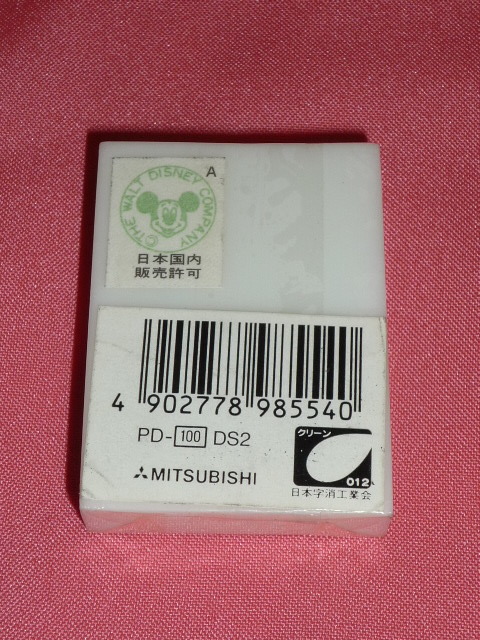 A
©THE WALT DISNEY COMPANY
日本国内
販売許可
4 902778 985540
PD-100 DS2
クリーン
012
MITSUBISHI
日本字消工業会